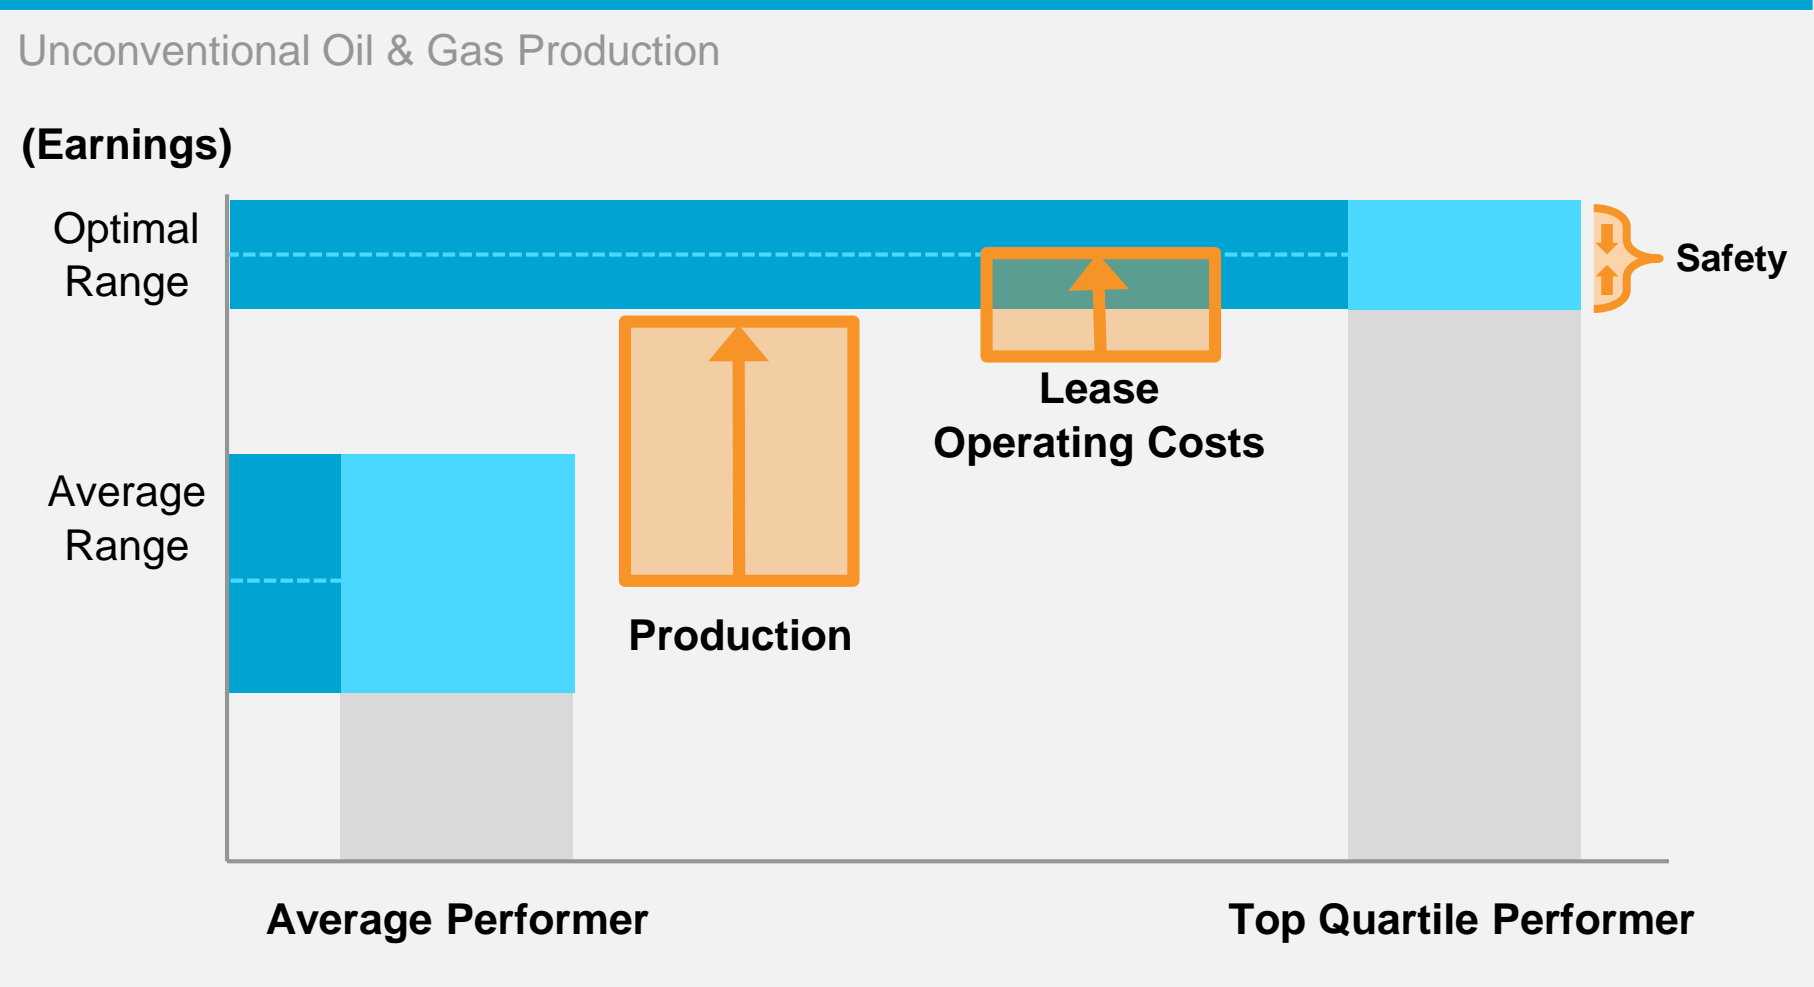 Unconventional Oil & Gas Production
(Earnings)
Optimal
Range
Safety
Lease
Operating Costs
Average
Range
Production
Average Performer
Top Quartile Performer